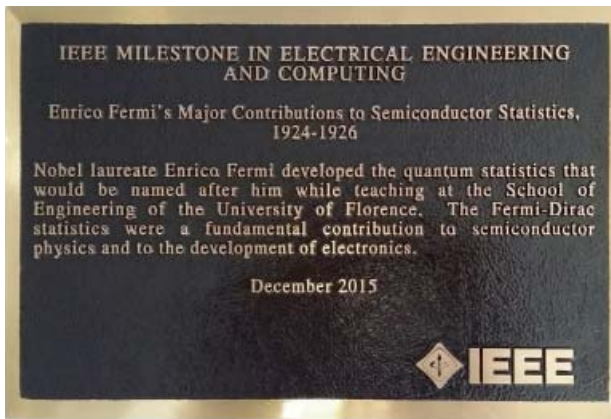 IEEE MILESTONE IN ELECTRICAL ENGINEERING
AND COMPUTING
Enrico Fermi's Major Contributions to Semiconductor Statistics,
1924-1926
Nobel laureate Enrico Fermi developed the quantum statistics that
would be named after him while teaching at the School of
Engineering of the University of Florence. The Fermi-Dirac
statistics were a fundamental contribution to semiconductor
physics and to the development of electronics.
December 2015
IEEE